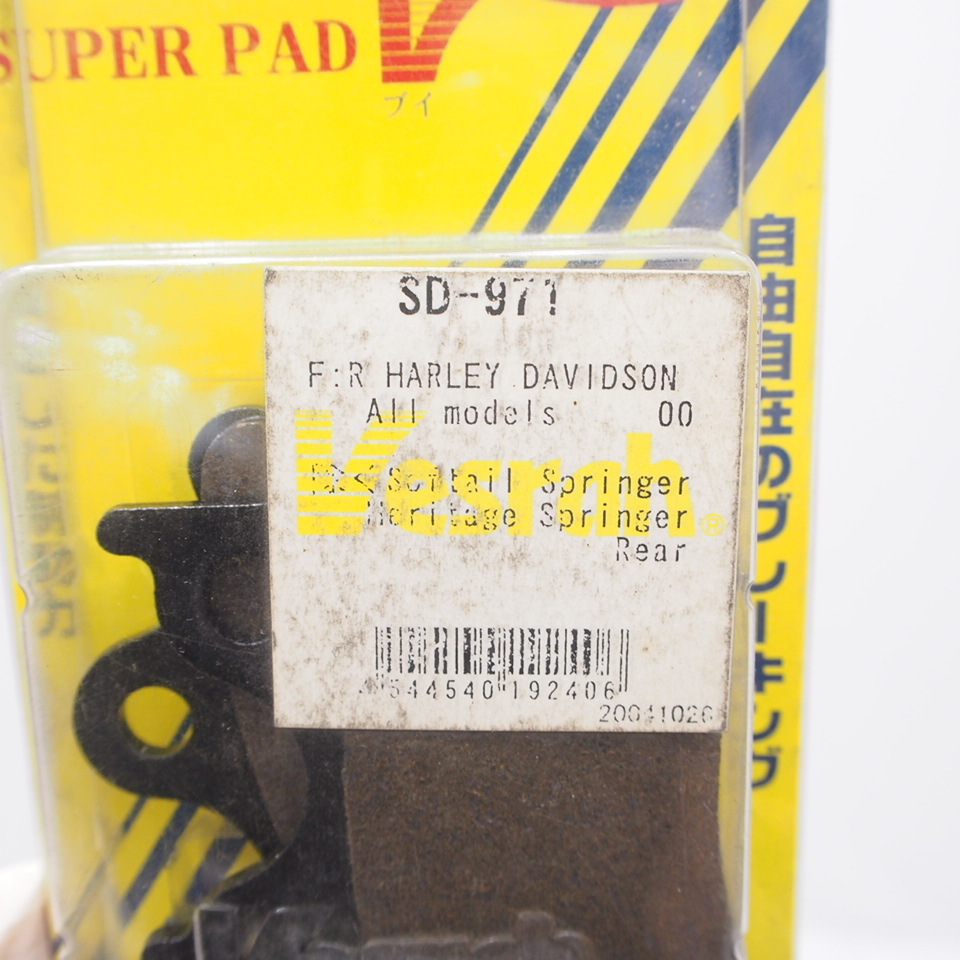 SUPER PAD V
ブイ
自由自在のブレーキング
SD-971
F:R HARLEY DAVIDSON
All models 00
Vesrah®
Softail Springer
Heritage Springer
Rear
544540 192406
20041026